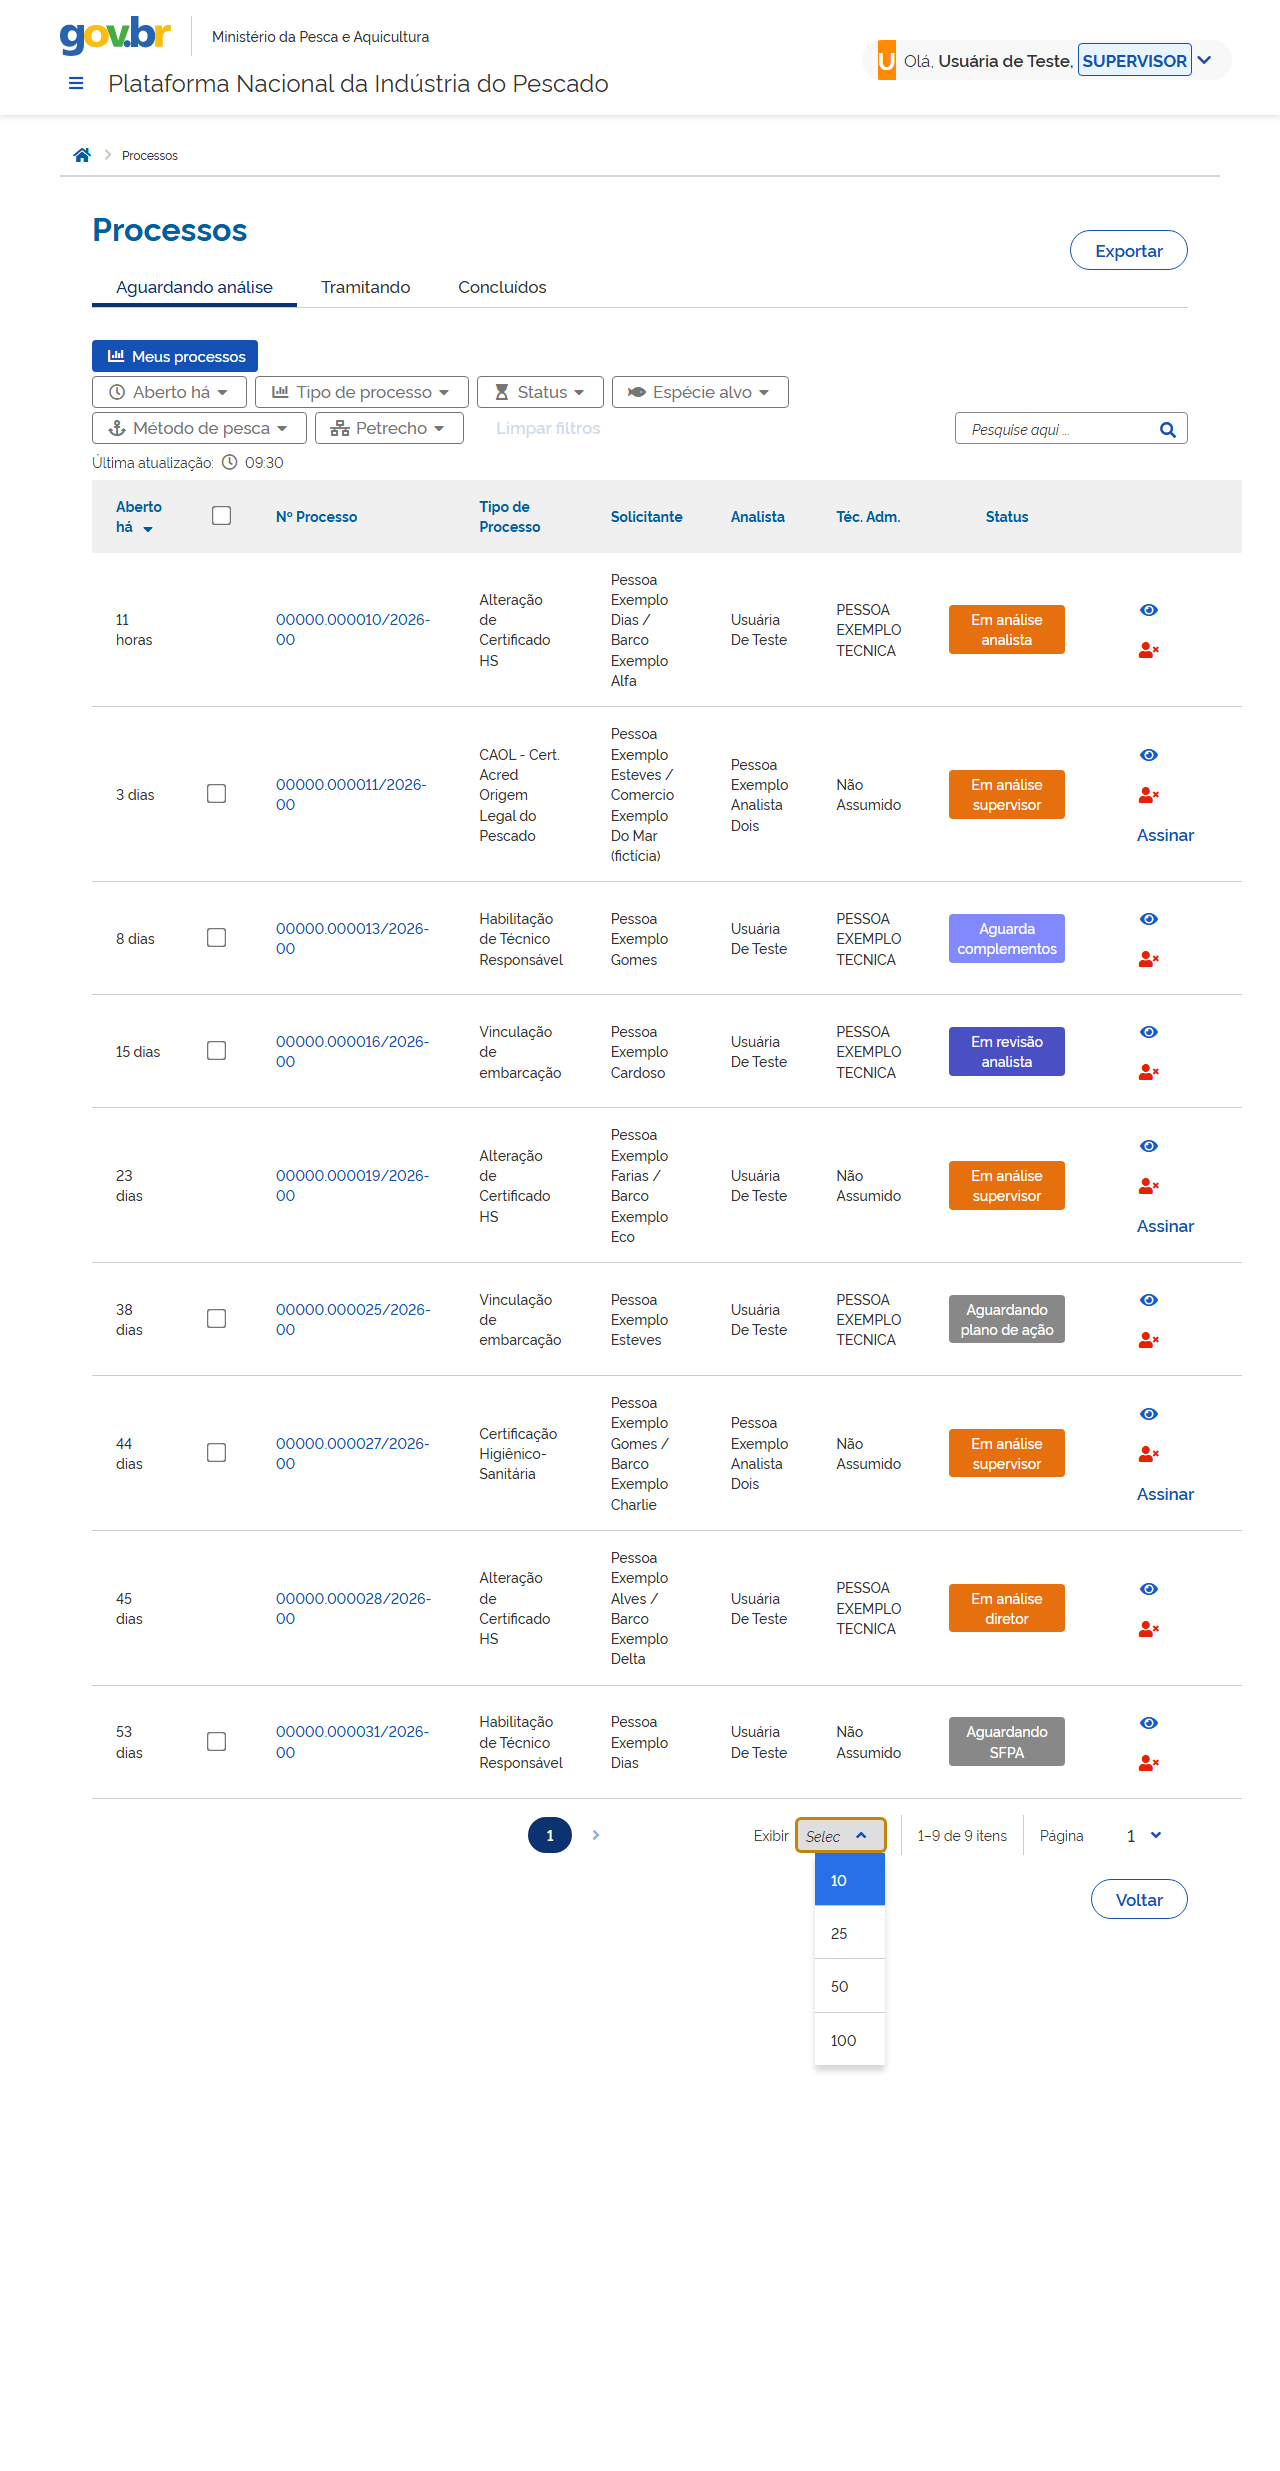 gov.br
Ministério da Pesca e Aquicultura
Plataforma Nacional da Indústria do Pescado
U Olá, Usuária de Teste, SUPERVISOR
Processos
Processos
Exportar
Aguardando análise Tramitando Concluídos
Meus processos
Aberto há Tipo de processo Status Espécie alvo
Método de pesca Petrecho Limpar filtros Pesquise aqui ...
Última atualização: 09:30
Aberto há Nº Processo Tipo de Processo Solicitante Analista Téc. Adm. Status
11 horas 00000.000010/2026-00 Alteração de Certificado HS Pessoa Exemplo Dias / Barco Exemplo Alfa Usuária De Teste PESSOA EXEMPLO TECNICA Em análise analista
3 dias 00000.000011/2026-00 CAOL - Cert. Acred Origem Legal do Pescado Pessoa Exemplo Esteves / Comercio Exemplo Do Mar (fictícia) Pessoa Exemplo Analista Dois Não Assumido Em análise supervisor Assinar
8 dias 00000.000013/2026-00 Habilitação de Técnico Responsável Pessoa Exemplo Gomes Usuária De Teste PESSOA EXEMPLO TECNICA Aguarda complementos
15 dias 00000.000016/2026-00 Vinculação de embarcação Pessoa Exemplo Cardoso Usuária De Teste PESSOA EXEMPLO TECNICA Em revisão analista
23 dias 00000.000019/2026-00 Alteração de Certificado HS Pessoa Exemplo Farias / Barco Exemplo Eco Usuária De Teste Não Assumido Em análise supervisor Assinar
38 dias 00000.000025/2026-00 Vinculação de embarcação Pessoa Exemplo Esteves Usuária De Teste PESSOA EXEMPLO TECNICA Aguardando plano de ação
44 dias 00000.000027/2026-00 Certificação Higiênico-Sanitária Pessoa Exemplo Gomes / Barco Exemplo Charlie Pessoa Exemplo Analista Dois Não Assumido Em análise supervisor Assinar
45 dias 00000.000028/2026-00 Alteração de Certificado HS Pessoa Exemplo Alves / Barco Exemplo Delta Usuária De Teste PESSOA EXEMPLO TECNICA Em análise diretor
53 dias 00000.000031/2026-00 Habilitação de Técnico Responsável Pessoa Exemplo Dias Usuária De Teste Não Assumido Aguardando SFPA
1 Exibir Selec 1–9 de 9 itens Página 1
10
Voltar
25
50
100